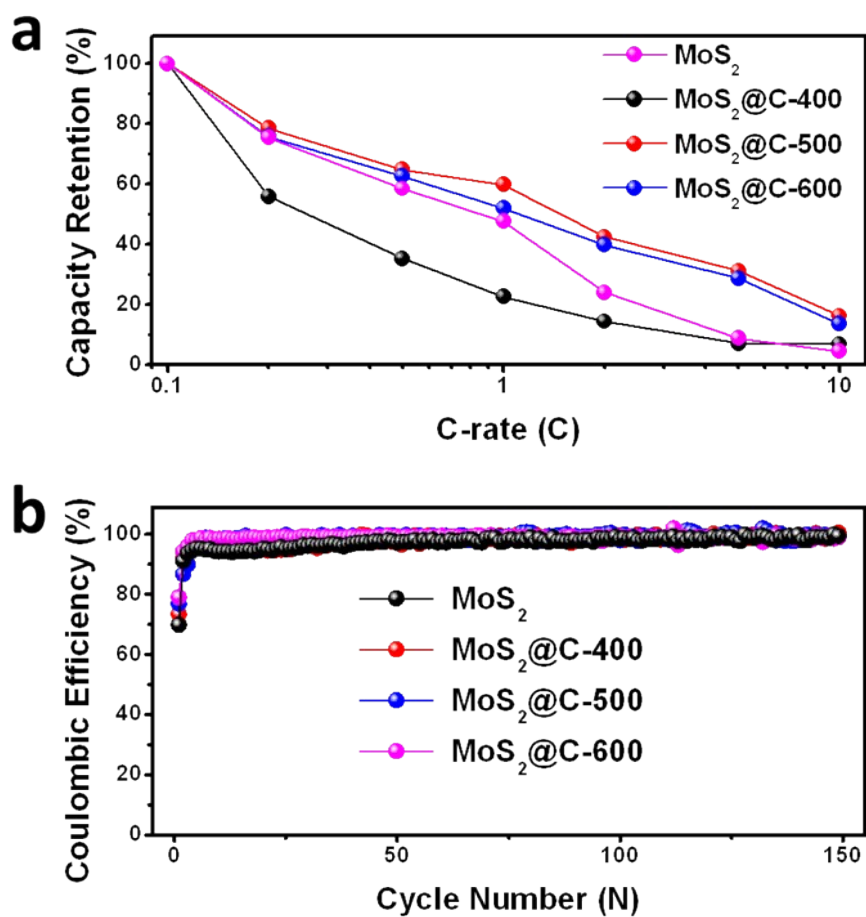 a
Capacity Retention (%)
100
80
60
40
20
0
MoS₂
MoS₂@C-400
MoS₂@C-500
MoS₂@C-600
0.1
1
10
C-rate (C)
b
Coulombic Efficiency (%)
100
80
60
40
20
0
MoS₂
MoS₂@C-400
MoS₂@C-500
MoS₂@C-600
0
50
100
150
Cycle Number (N)